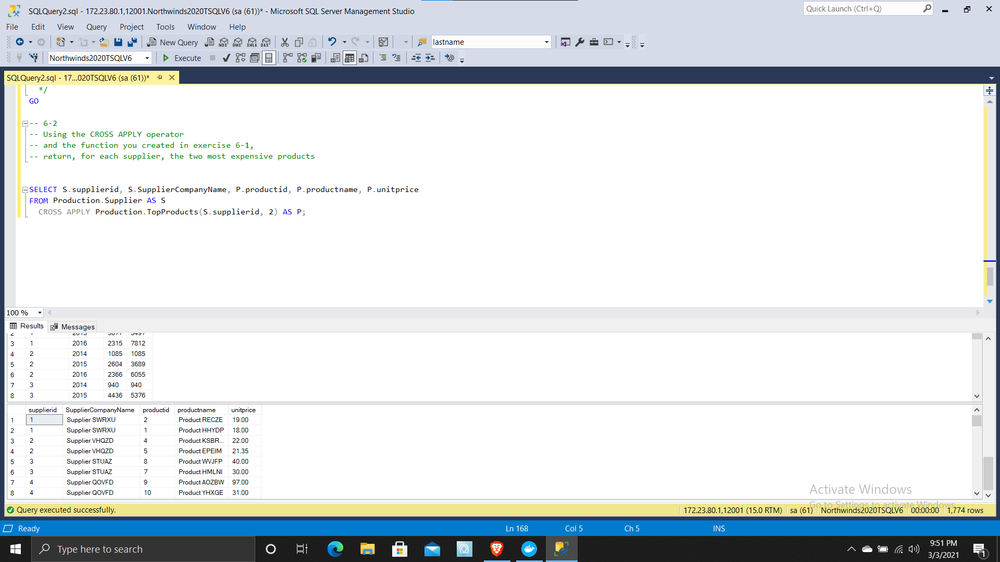 SQLQuery2.sql - 172.23.80.1,12001.Northwinds2020TSQLV6 (sa (61))* - Microsoft SQL Server Management Studio
Quick Launch (Ctrl+Q)
File Edit View Query Project Tools Window Help
New Query MDX DMX XMLA DAX lastname
Northwinds2020TSQLV6 Execute
SQLQuery2.sql - 17...020TSQLV6 (sa (61))*
*/
GO
-- 6-2
-- Using the CROSS APPLY operator
-- and the function you created in exercise 6-1,
-- return, for each supplier, the two most expensive products
SELECT S.supplierid, S.SupplierCompanyName, P.productid, P.productname, P.unitprice
FROM Production.Supplier AS S
CROSS APPLY Production.TopProducts(S.supplierid, 2) AS P;
100 %
Results Messages
2 1 2015 3877 5497
3 1 2016 2315 7812
4 2 2014 1085 1085
5 2 2015 2604 3689
6 2 2016 2366 6055
7 3 2014 940 940
8 3 2015 4436 5376
supplierid SupplierCompanyName productid productname unitprice
1 1 Supplier SWRXU 2 Product RECZE 19.00
2 1 Supplier SWRXU 1 Product HHYDP 18.00
3 2 Supplier VHQZD 4 Product KSBR... 22.00
4 2 Supplier VHQZD 5 Product EPEIM 21.35
5 3 Supplier STUAZ 8 Product WVJFP 40.00
6 3 Supplier STUAZ 7 Product HMLNI 30.00
7 4 Supplier QOVFD 9 Product AOZBW 97.00
8 4 Supplier QOVFD 10 Product YHXGE 31.00
Activate Windows
Go to Settings to activate Windows.
Query executed successfully. 172.23.80.1,12001 (15.0 RTM) sa (61) Northwinds2020TSQLV6 00:00:00 1,774 rows
Ready Ln 168 Col 5 Ch 5 INS
Type here to search
9:51 PM
3/3/2021
1